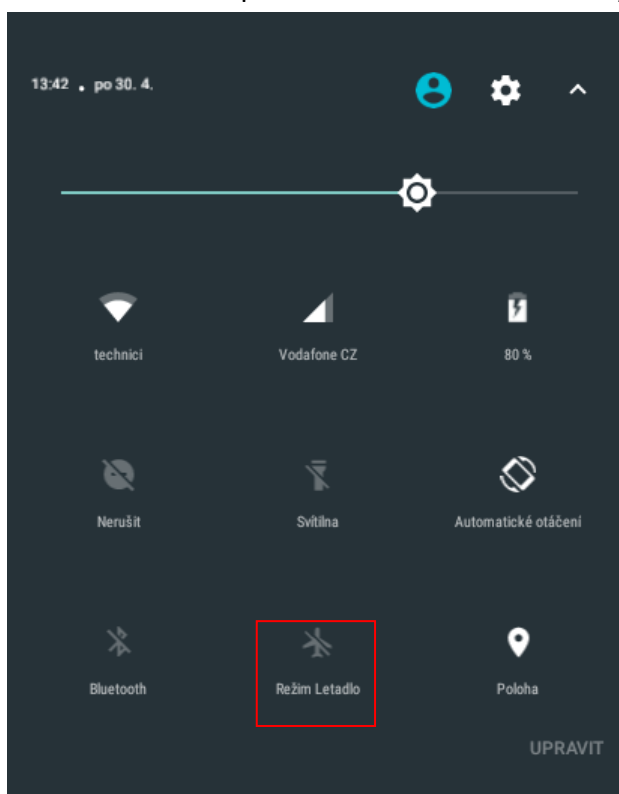 13:42 . po 30. 4.
technici
Vodafone CZ
80 %
Nerušit
Svítilna
Automatické otáčení
Bluetooth
Režim Letadlo
Poloha
UPRAVIT